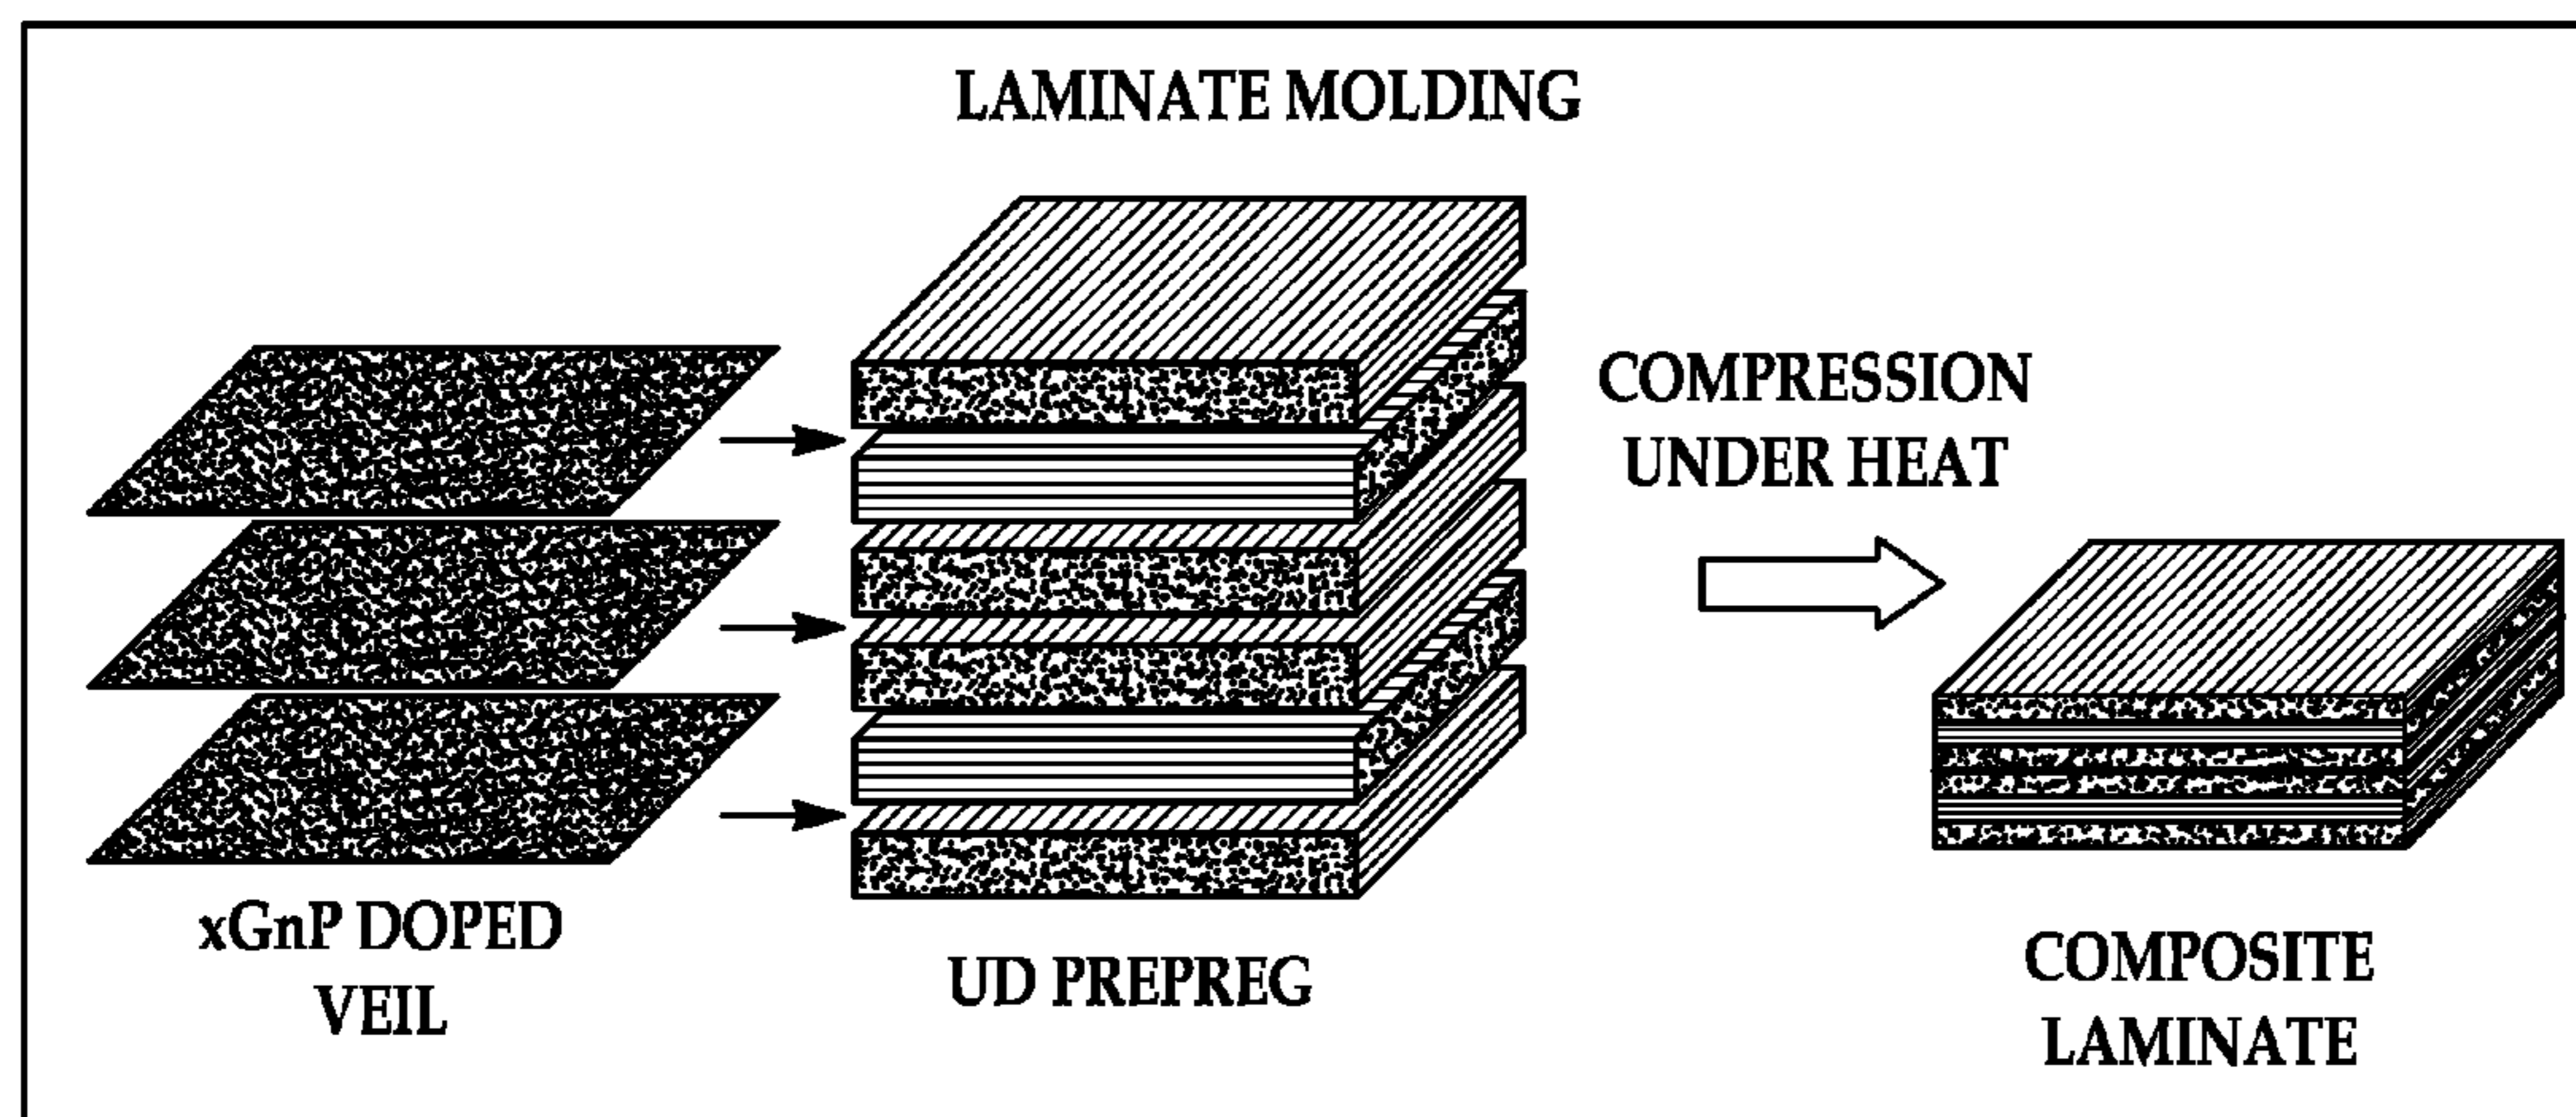 LAMINATE MOLDING
COMPRESSION
UNDER HEAT
xGnP DOPED
VEIL
UD PREPREG
COMPOSITE
LAMINATE